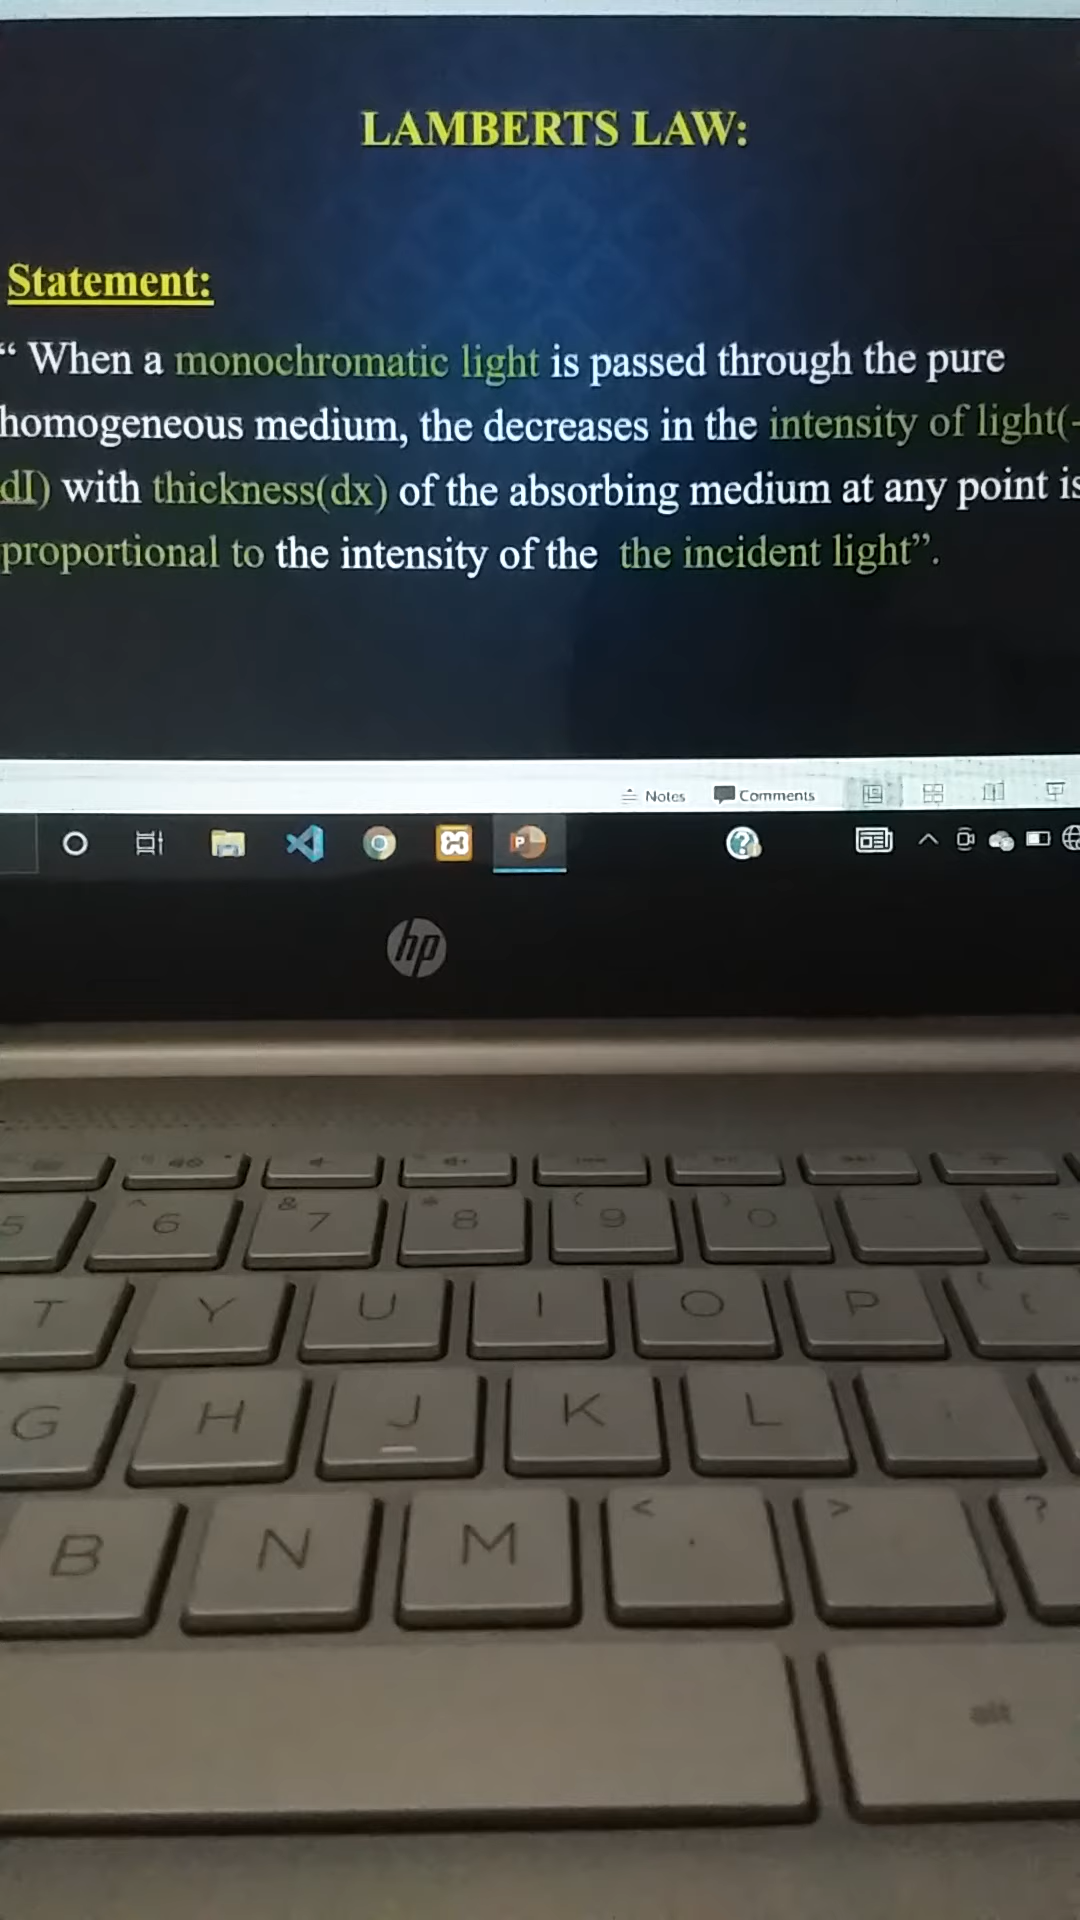 LAMBERTS LAW:
Statement:
“ When a monochromatic light is passed through the pure
homogeneous medium, the decreases in the intensity of light(-
dI) with thickness(dx) of the absorbing medium at any point is
proportional to the intensity of the the incident light”.
Notes Comments
hp
5 ^ 6 & 7 * 8 ( 9 ) 0
T Y U I O P
G H J K L
B N M < > ?
alt